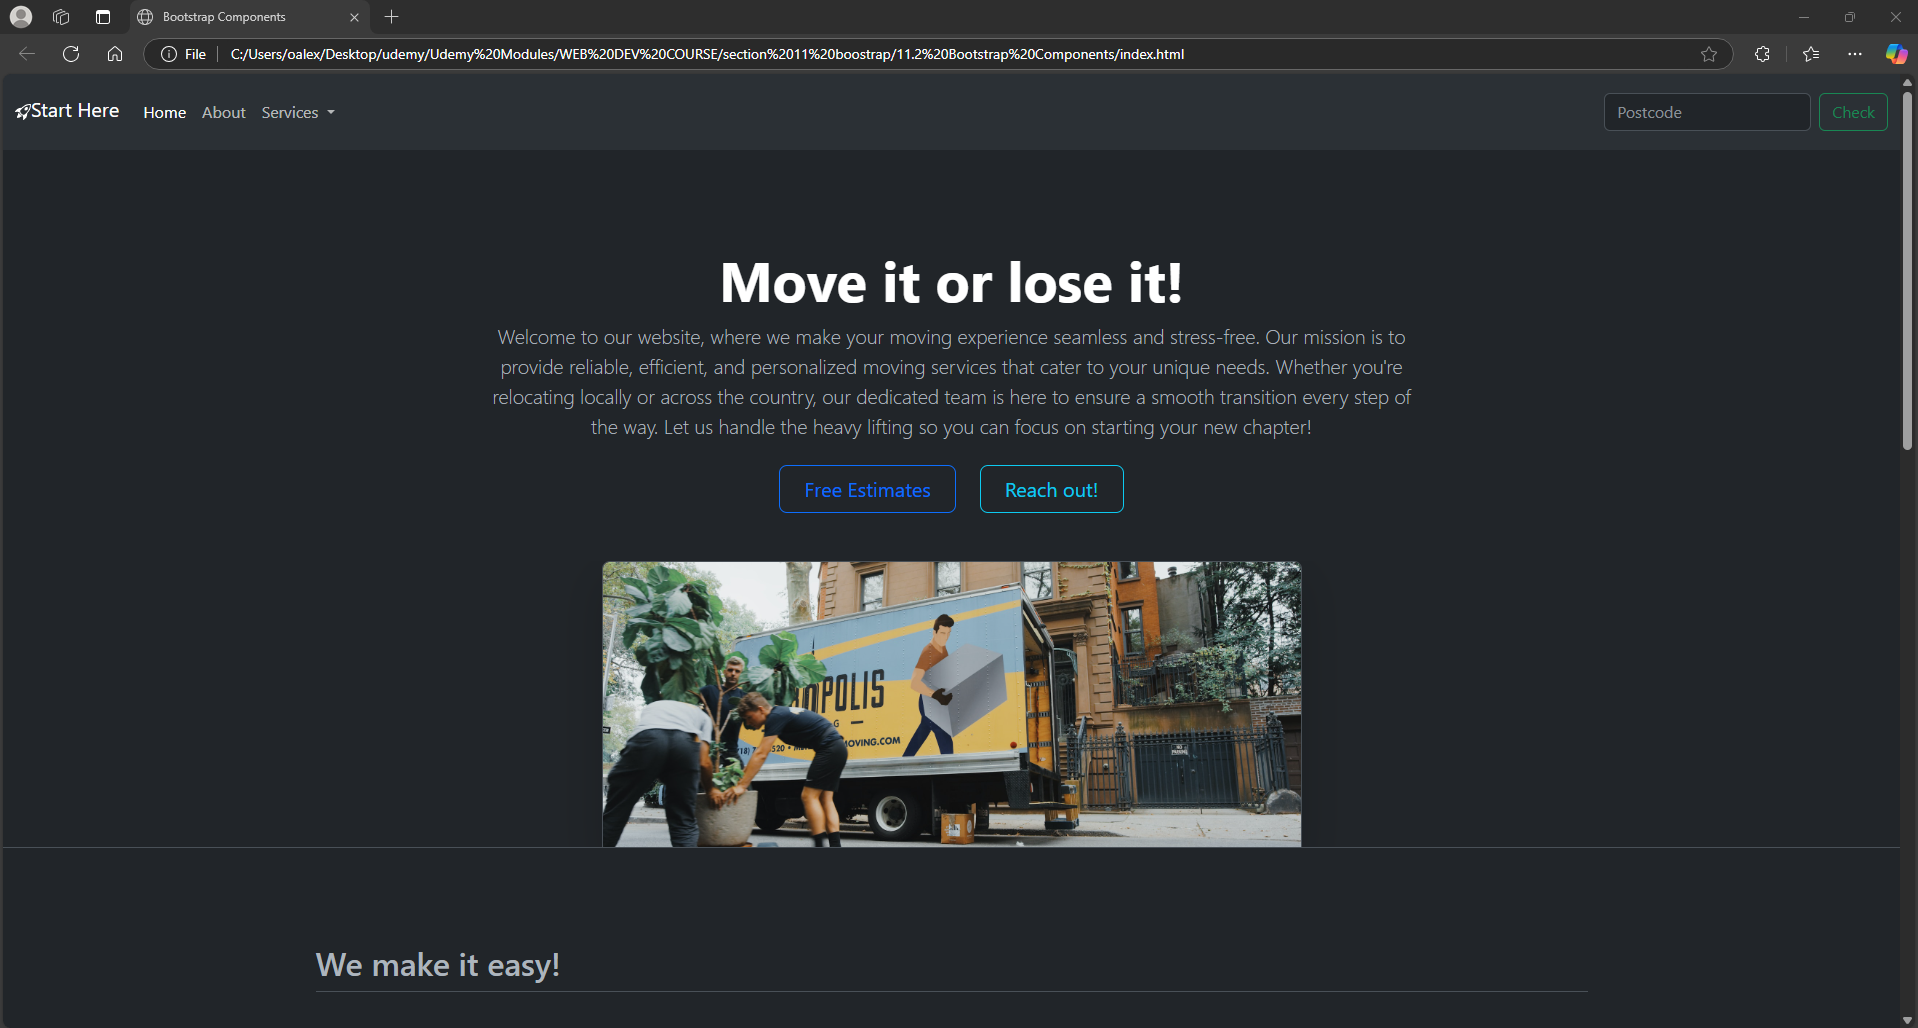 Bootstrap Components
File
C:/Users/oalex/Desktop/udemy/Udemy%20Modules/WEB%20DEV%20COURSE/section%2011%20boostrap/11.2%20Bootstrap%20Components/index.html
Start Here
Home
About
Services
Postcode
Check
Move it or lose it!
Welcome to our website, where we make your moving experience seamless and stress-free. Our mission is to
provide reliable, efficient, and personalized moving services that cater to your unique needs. Whether you're
relocating locally or across the country, our dedicated team is here to ensure a smooth transition every step of
the way. Let us handle the heavy lifting so you can focus on starting your new chapter!
Free Estimates
Reach out!
POLIS
MOVING.COM
NO
PARKING
We make it easy!